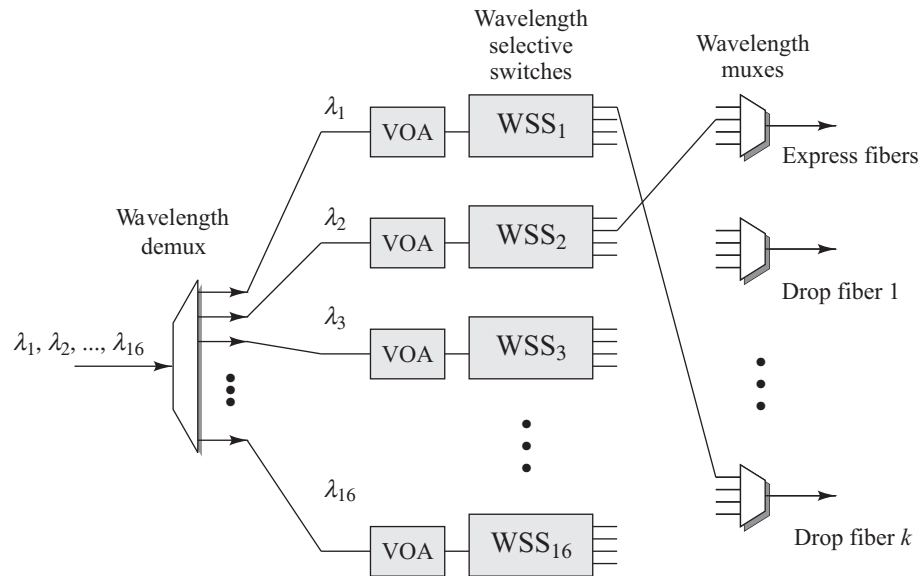 Wavelength
selective
switches
Wavelength
muxes
λ₁
VOA
WSS₁
Express fibers
Wavelength
demux
λ₂
VOA
WSS₂
Drop fiber 1
λ₁, λ₂, ..., λ₁₆
λ₃
VOA
WSS₃
λ₁₆
VOA
WSS₁₆
Drop fiber k